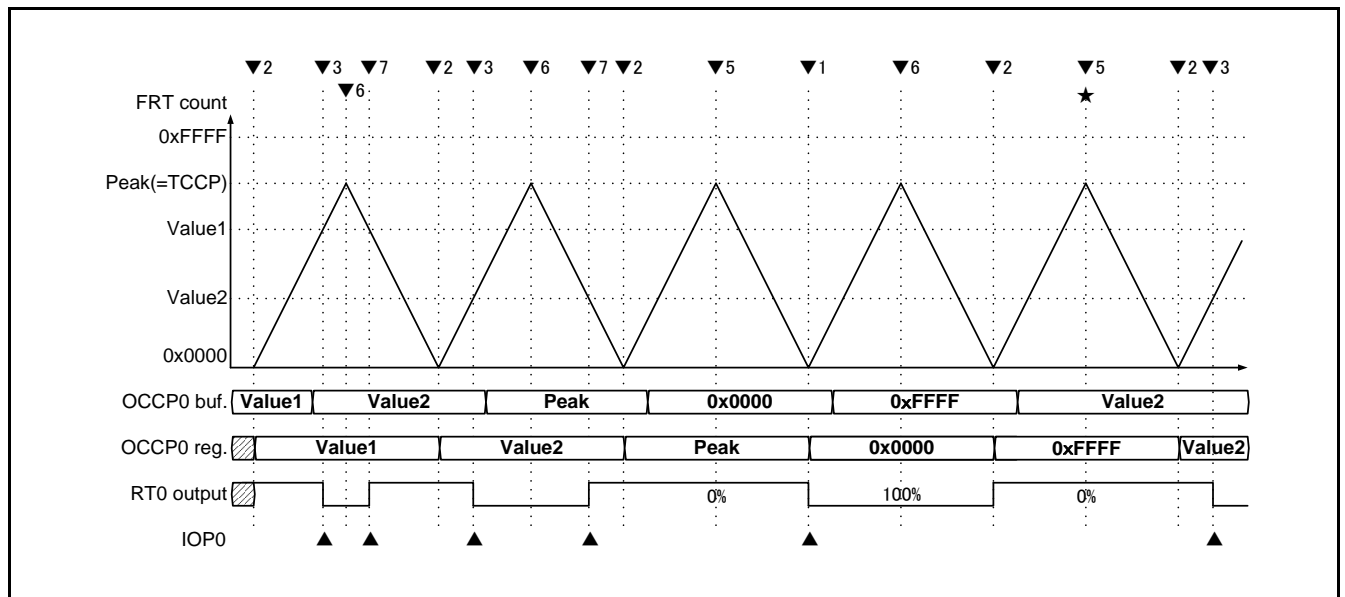 ▼2 ▼3 ▼7 ▼2 ▼3 ▼6 ▼7 ▼2 ▼5 ▼1 ▼6 ▼2 ▼5 ▼2 ▼3
▼6 ★
FRT count
0xFFFF
Peak(=TCCP)
Value1
Value2
0x0000
OCCP0 buf. Value1 Value2 Peak 0x0000 0xFFFF Value2
OCCP0 reg. Value1 Value2 Peak 0x0000 0xFFFF Value2
RT0 output 0% 100% 0%
IOP0 ▲ ▲ ▲ ▲ ▲ ▲